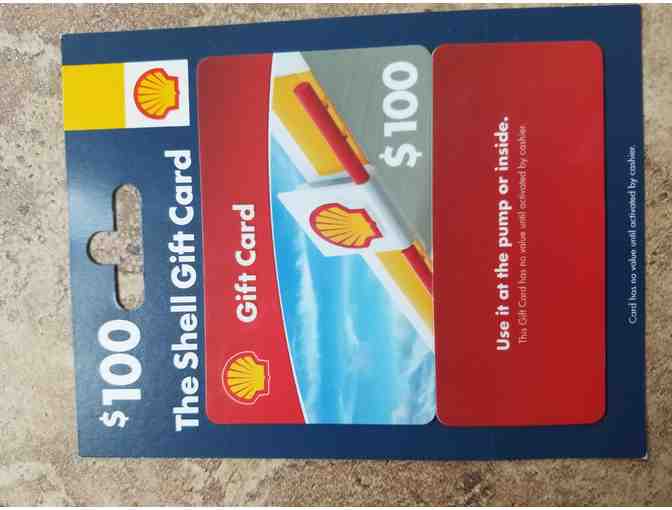 $100
The Shell Gift Card
Gift Card
$100
Use it at the pump or inside.
This Gift Card has no value until activated by cashier.
Card has no value until activated by cashier.